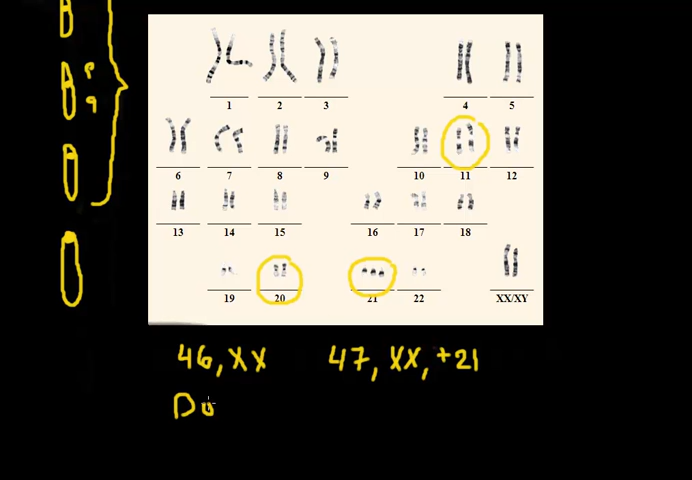 1 2 3 4 5
6 7 8 9 10 11 12
13 14 15 16 17 18
19 20 21 22 XX/XY
46, XX 47, XX, +21
Do
p
q